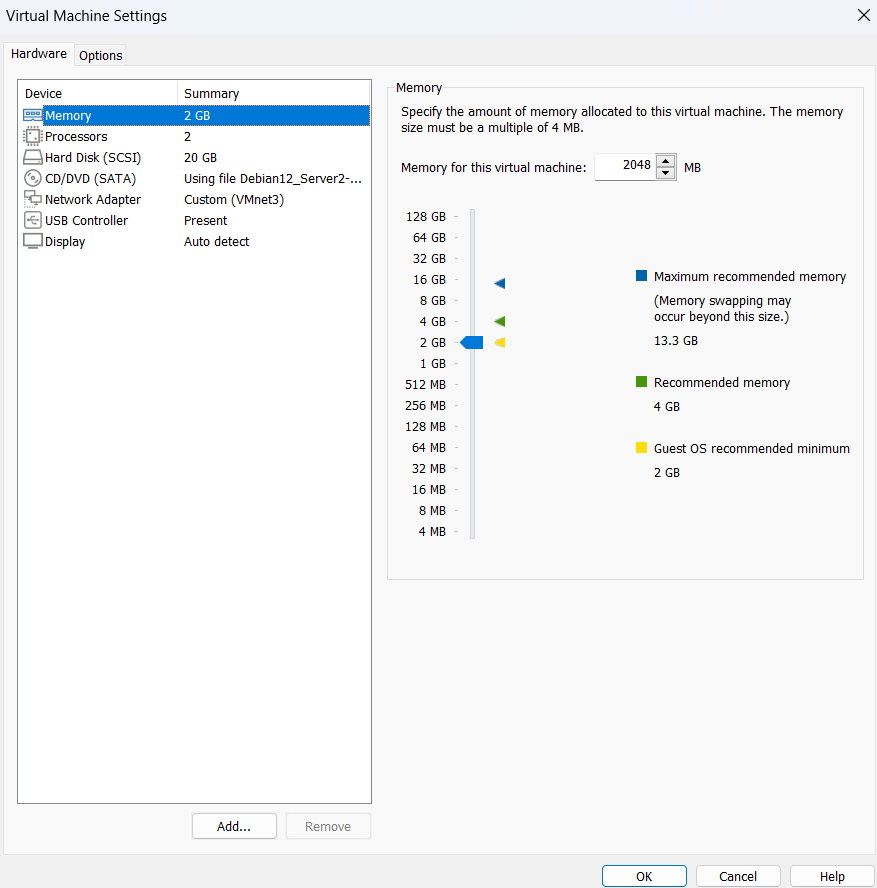 Virtual Machine Settings
Hardware
Options
Device Summary
Memory 2 GB
Processors 2
Hard Disk (SCSI) 20 GB
CD/DVD (SATA) Using file Debian12_Server2-...
Network Adapter Custom (VMnet3)
USB Controller Present
Display Auto detect
Add...
Remove
Memory
Specify the amount of memory allocated to this virtual machine. The memory
size must be a multiple of 4 MB.
Memory for this virtual machine: 2048 MB
128 GB
64 GB
32 GB
16 GB
8 GB
4 GB
2 GB
1 GB
512 MB
256 MB
128 MB
64 MB
32 MB
16 MB
8 MB
4 MB
Maximum recommended memory
(Memory swapping may
occur beyond this size.)
13.3 GB
Recommended memory
4 GB
Guest OS recommended minimum
2 GB
OK
Cancel
Help